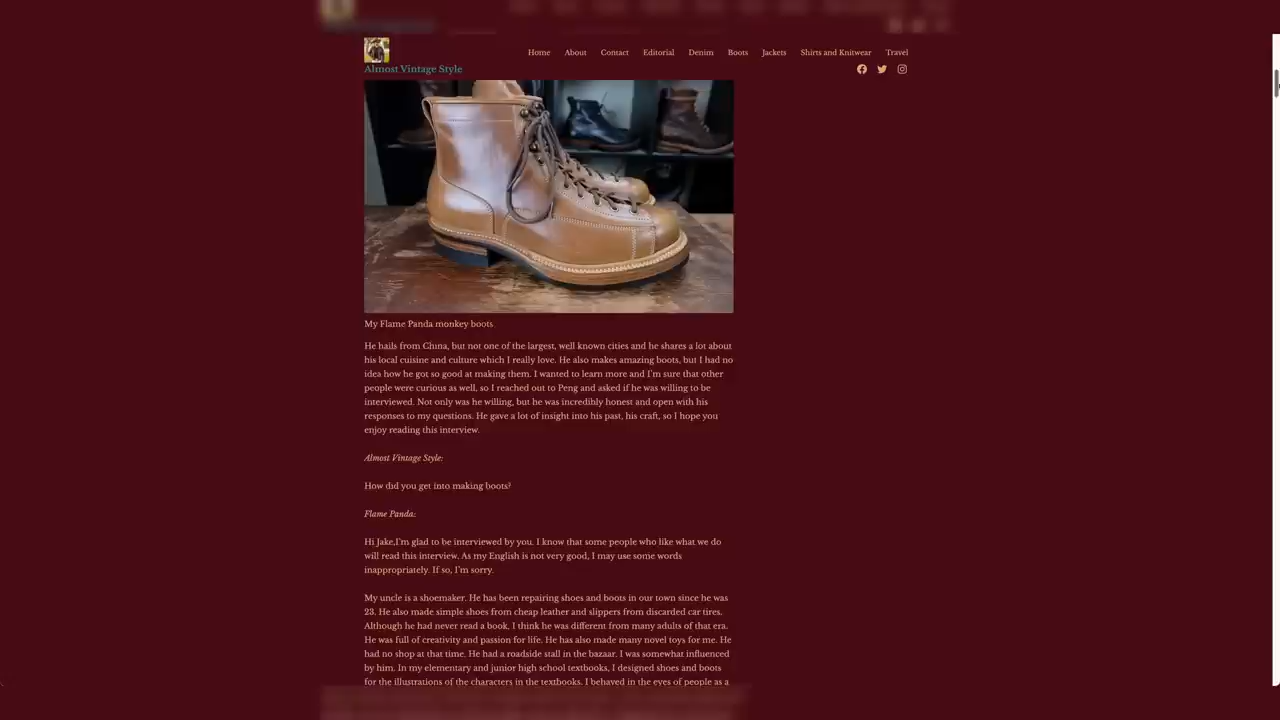 Home About Contact Editorial Denim Boots Jackets Shirts and Knitwear Travel
Almost Vintage Style
My Flame Panda monkey boots
He hails from China, but not one of the largest, well known cities and he shares a lot about
his local cuisine and culture which I really love. He also makes amazing boots, but I had no
idea how he got so good at making them. I wanted to learn more and I'm sure that other
people were curious as well, so I reached out to Peng and asked if he was willing to be
interviewed. Not only was he willing, but he was incredibly honest and open with his
responses to my questions. He gave a lot of insight into his past, his craft, so I hope you
enjoy reading this interview.
Almost Vintage Style:
How did you get into making boots?
Flame Panda:
Hi Jake,I'm glad to be interviewed by you. I know that some people who like what we do
will read this interview. As my English is not very good, I may use some words
inappropriately. If so, I'm sorry.
My uncle is a shoemaker. He has been repairing shoes and boots in our town since he was
23. He also made simple shoes from cheap leather and slippers from discarded car tires.
Although he had never read a book, I think he was different from many adults of that era.
He was full of creativity and passion for life. He has also made many novel toys for me. He
had no shop at that time. He had a roadside stall in the bazaar. I was somewhat influenced
by him. In my elementary and junior high school textbooks, I designed shoes and boots
for the illustrations of the characters in the textbooks. I behaved in the eyes of people as a